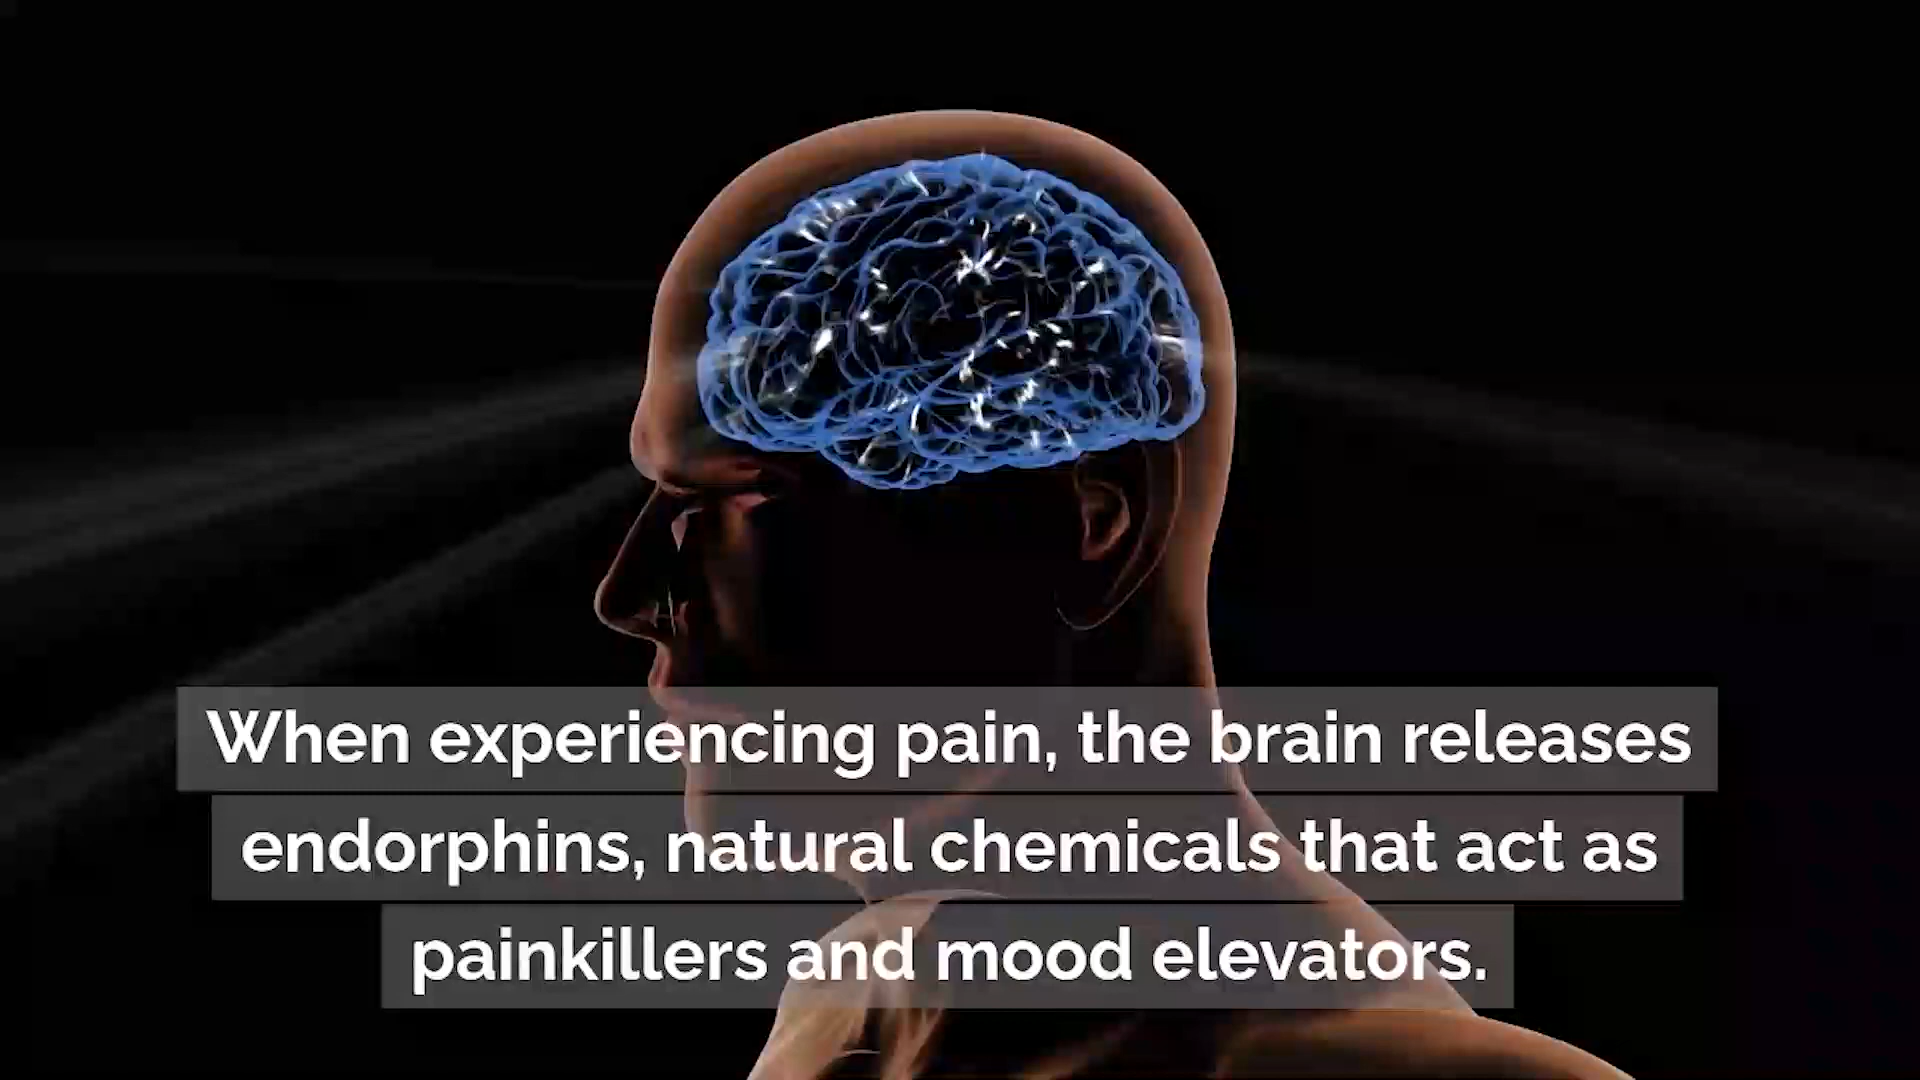 When experiencing pain, the brain releases
endorphins, natural chemicals that act as
painkillers and mood elevators.